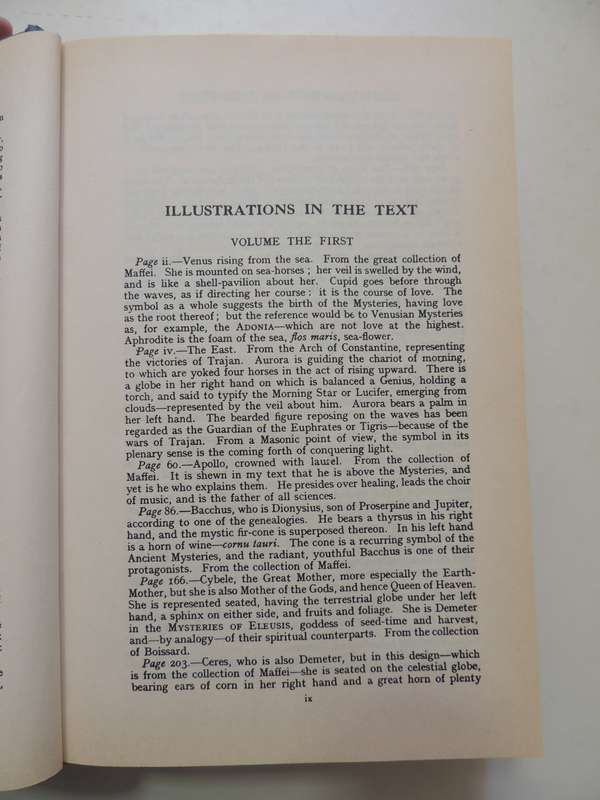 ILLUSTRATIONS IN THE TEXT
VOLUME THE FIRST
Page ii.—Venus rising from the sea. From the great collection of
Maffei. She is mounted on sea-horses; her veil is swelled by the wind,
and is like a shell-pavilion about her. Cupid goes before through
the waves, as if directing her course: it is the course of love. The
symbol as a whole suggests the birth of the Mysteries, having love
as the root thereof; but the reference would be to Venusian Mysteries
as, for example, the ADONIA—which are not love at the highest.
Aphrodite is the foam of the sea, flos maris, sea-flower.
Page iv.—The East. From the Arch of Constantine, representing
the victories of Trajan. Aurora is guiding the chariot of morning,
to which are yoked four horses in the act of rising upward. There is
a globe in her right hand on which is balanced a Genius, holding a
torch, and said to typify the Morning Star or Lucifer, emerging from
clouds—represented by the veil about him. Aurora bears a palm in
her left hand. The bearded figure reposing on the waves has been
regarded as the Guardian of the Euphrates or Tigris—because of the
wars of Trajan. From a Masonic point of view, the symbol in its
plenary sense is the coming forth of conquering light.
Page 60.—Apollo, crowned with laurel. From the collection of
Maffei. It is shewn in my text that he is above the Mysteries, and
yet is he who explains them. He presides over healing, leads the choir
of music, and is the father of all sciences.
Page 86.—Bacchus, who is Dionysius, son of Proserpine and Jupiter,
according to one of the genealogies. He bears a thyrsus in his right
hand, and the mystic fir-cone is superposed thereon. In his left hand
is a horn of wine—cornu tauri. The cone is a recurring symbol of the
Ancient Mysteries, and the radiant, youthful Bacchus is one of their
protagonists. From the collection of Maffei.
Page 166.—Cybele, the Great Mother, more especially the Earth-
Mother, but she is also Mother of the Gods, and hence Queen of Heaven.
She is represented seated, having the terrestrial globe under her left
hand, a sphinx on either side, and fruits and foliage. She is Demeter
in the MYSTERIES OF ELEUSIS, goddess of seed-time and harvest,
and—by analogy—of their spiritual counterparts. From the collection
of Boissard.
Page 203.—Ceres, who is also Demeter, but in this design—which
is from the collection of Maffei—she is seated on the celestial globe,
bearing ears of corn in her right hand and a great horn of plenty
ix